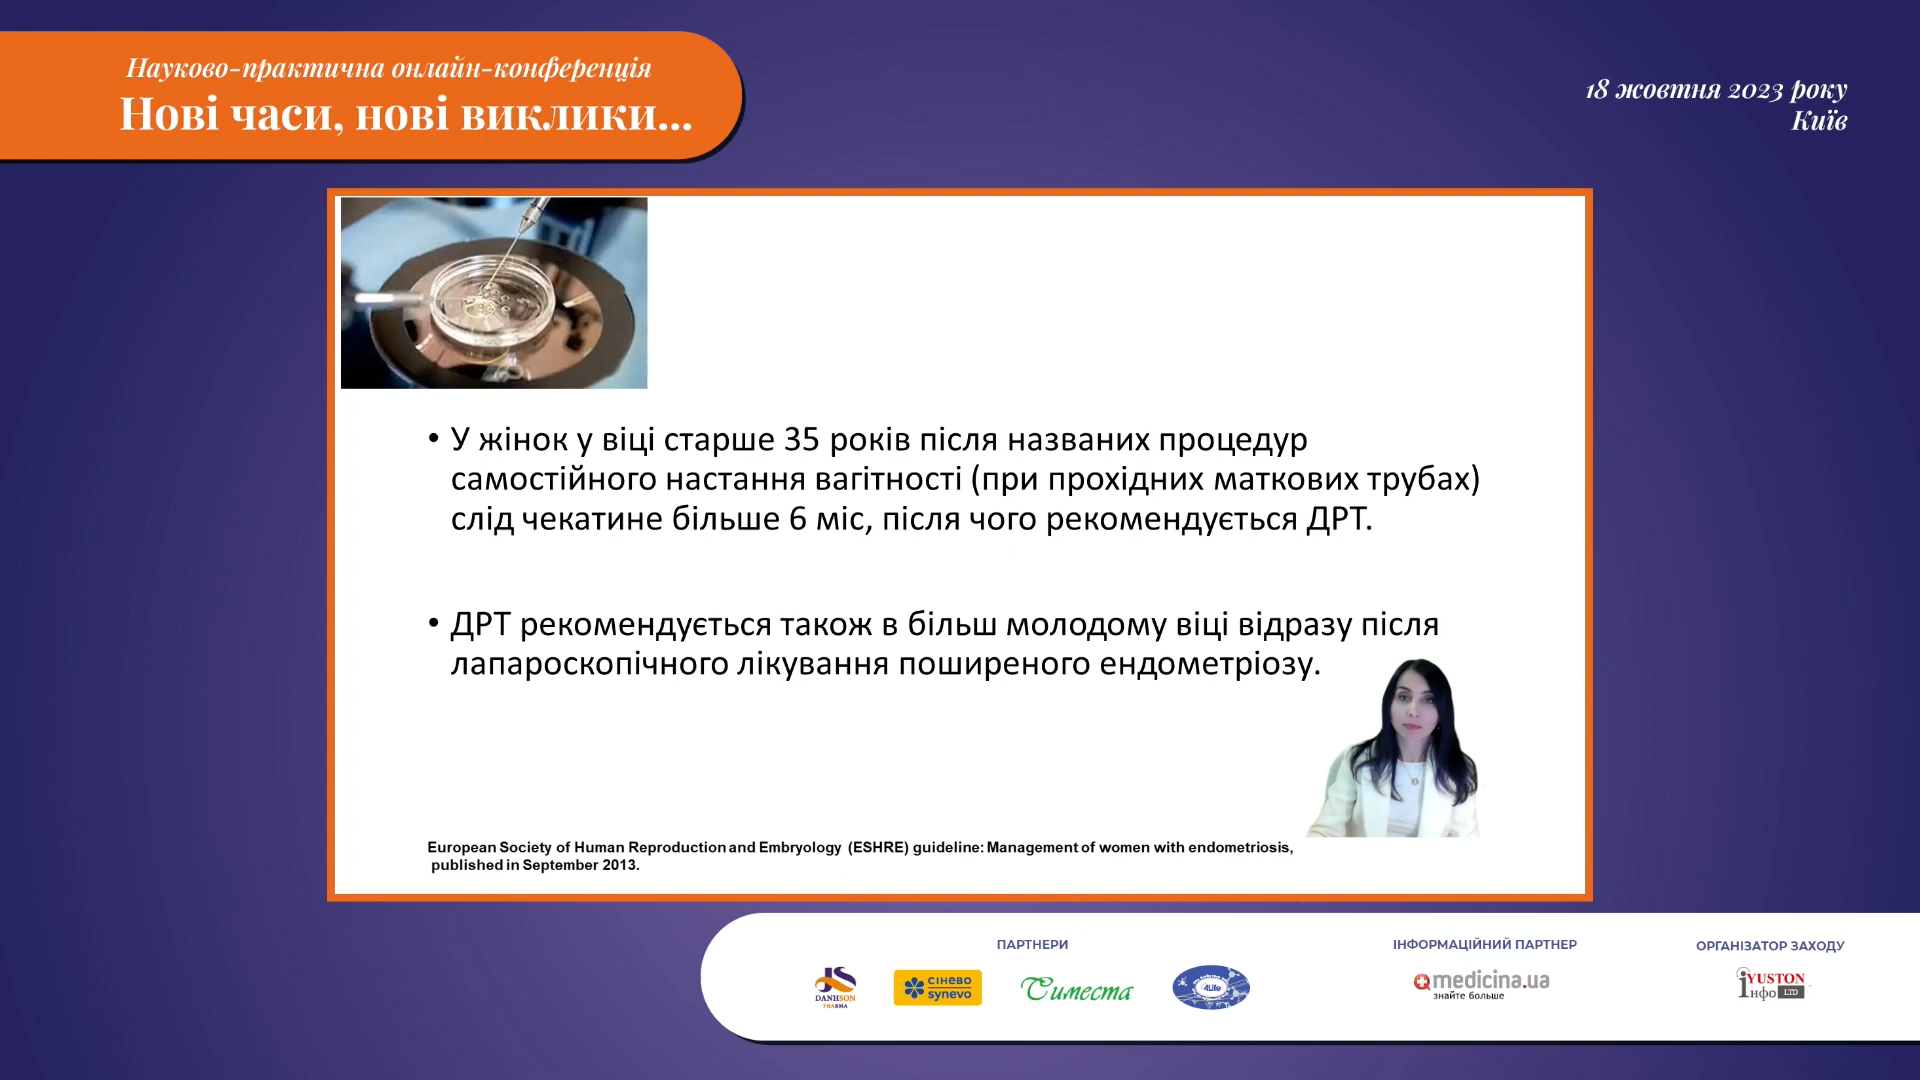 Науково-практична онлайн-конференція
Нові часи, нові виклики...
18 жовтня 2023 року
Київ
• У жінок у віці старше 35 років після названих процедур
самостійного настання вагітності (при прохідних маткових трубах)
слід чекатине більше 6 міс, після чого рекомендується ДРТ.
• ДРТ рекомендується також в більш молодому віці відразу після
лапароскопічного лікування поширеного ендометріозу.
European Society of Human Reproduction and Embryology (ESHRE) guideline: Management of women with endometriosis,
published in September 2013.
ПАРТНЕРИ
ІНФОРМАЦІЙНИЙ ПАРТНЕР
ОРГАНІЗАТОР ЗАХОДУ
DANHSON
PHARMA
сінево
synevo
Симеста
4Life
medicina.ua
знайте больше
YUSTON
інфо LTD